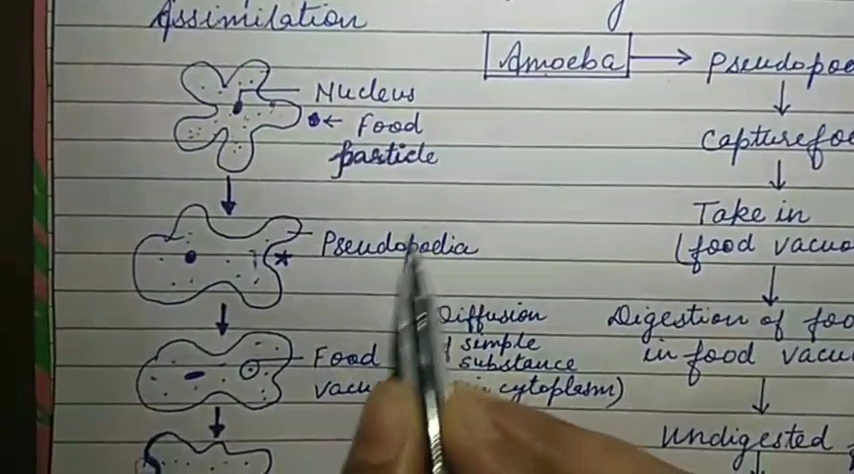 Assimilation
Nucleus
Food
particle
Pseudopodia
Food
Diffusion
simple
substance
cytoplasm)
Amoeba
Take in
Digestion of
in food
Undigested